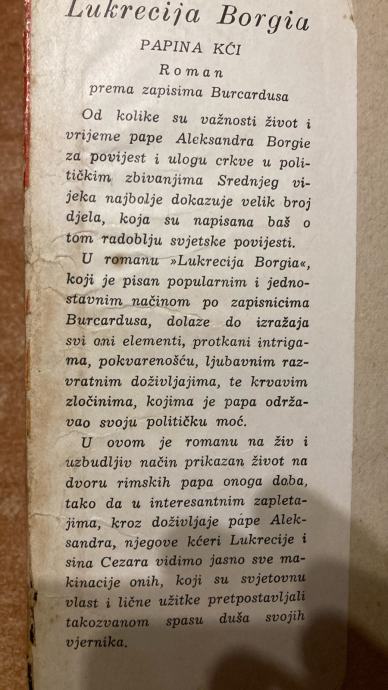 Lukrecija Borgia
PAPINA KĆI
Roman
prema zapisima Burcardusa
Od kolike su važnosti život i
vrijeme pape Aleksandra Borgie
za povijest i ulogu crkve u poli-
tičkim zbivanjima Srednjeg vi-
jeka najbolje dokazuje velik broj
djela, koja su napisana baš o
tom radoblju svjetske povijesti.
U romanu »Lukrecija Borgia«,
koji je pisan popularnim i jedno-
stavnim načinom po zapisnicima
Burcardusa, dolaze do izražaja
svi oni elementi, protkani intriga-
ma, pokvarenošću, ljubavnim raz-
vratnim doživljajima, te krvavim
zločinima, kojima je papa održa-
vao svoju političku moć.
U ovom je romanu na živ i
uzbudljiv način prikazan život na
dvoru rimskih papa onoga doba,
tako da u interesantnim zapleta-
jima, kroz doživljaje pape Alek-
sandra, njegove kćeri Lukrecije i
sina Cezara vidimo jasno sve ma-
kinacije onih, koji su svjetovnu
vlast i lične užitke pretpostavljali
takozvanom spasu duša svojih
vjernika.